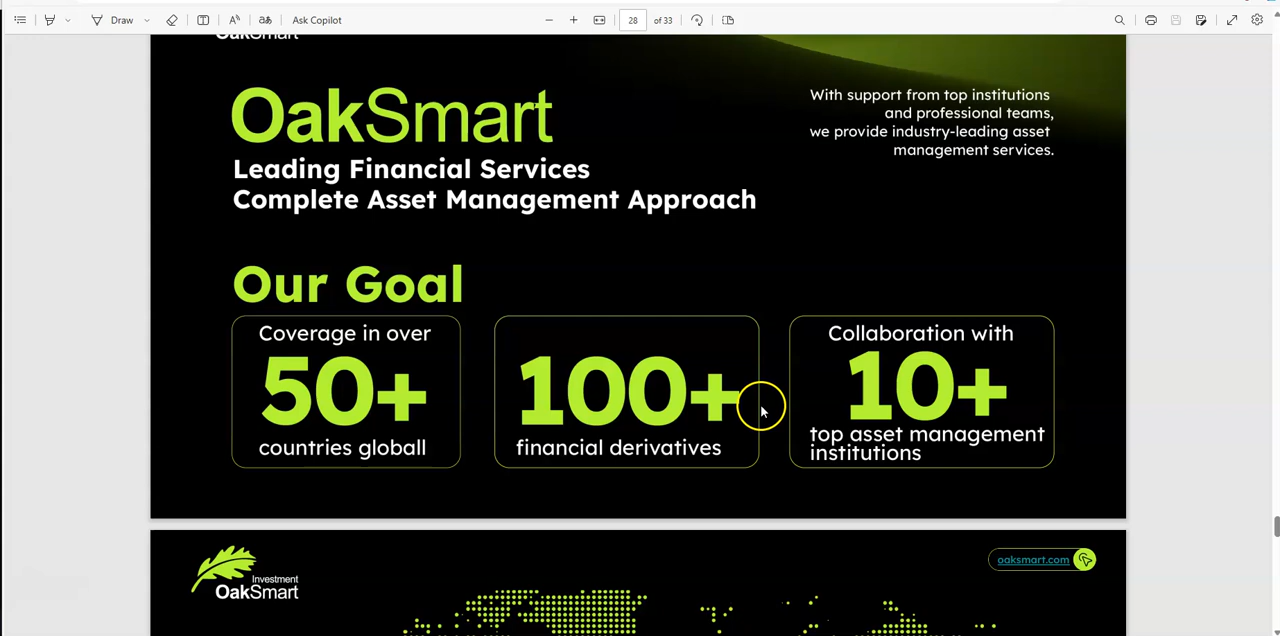 Draw
Ask Copilot
28 of 33
OakSmart
OakSmart
Leading Financial Services
Complete Asset Management Approach
With support from top institutions
and professional teams,
we provide industry-leading asset
management services.
Our Goal
Coverage in over
50+
countries globall
100+
financial derivatives
Collaboration with
10+
top asset management
institutions
Investment
OakSmart
oaksmart.com